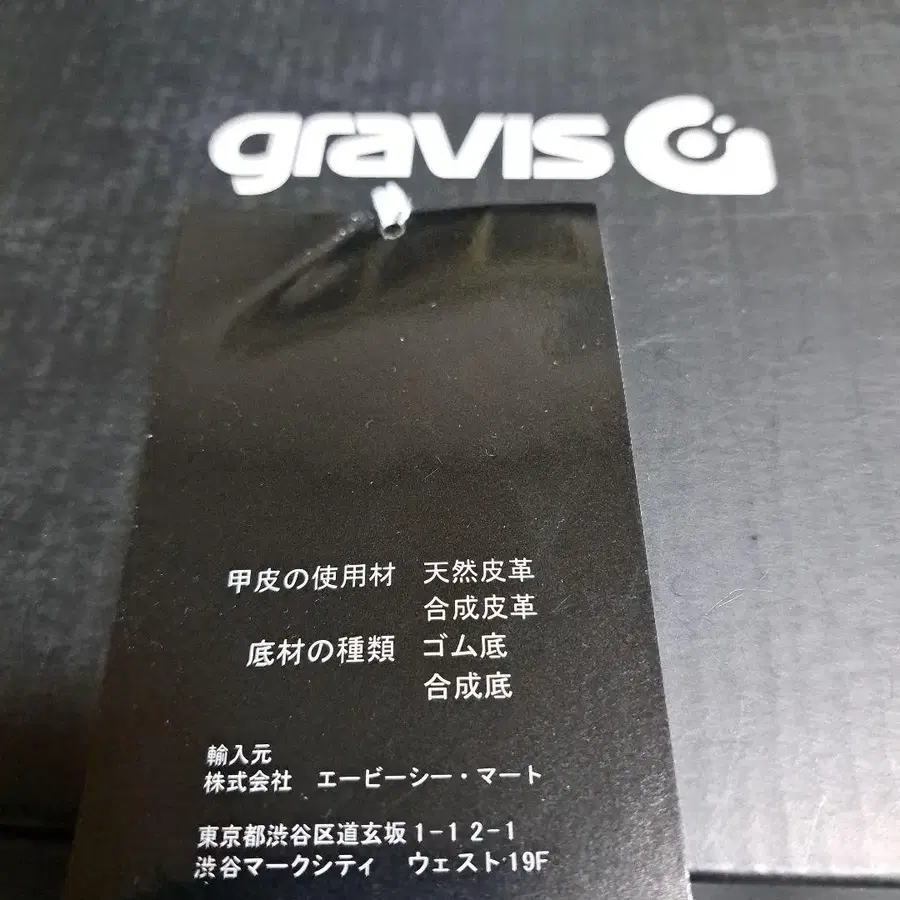 gravis
甲皮の使用材 天然皮革
合成皮革
底材の種類 ゴム底
合成底
輸入元
株式会社 エービーシー・マート
東京都渋谷区道玄坂1-12-1
渋谷マークシティ ウェスト19F